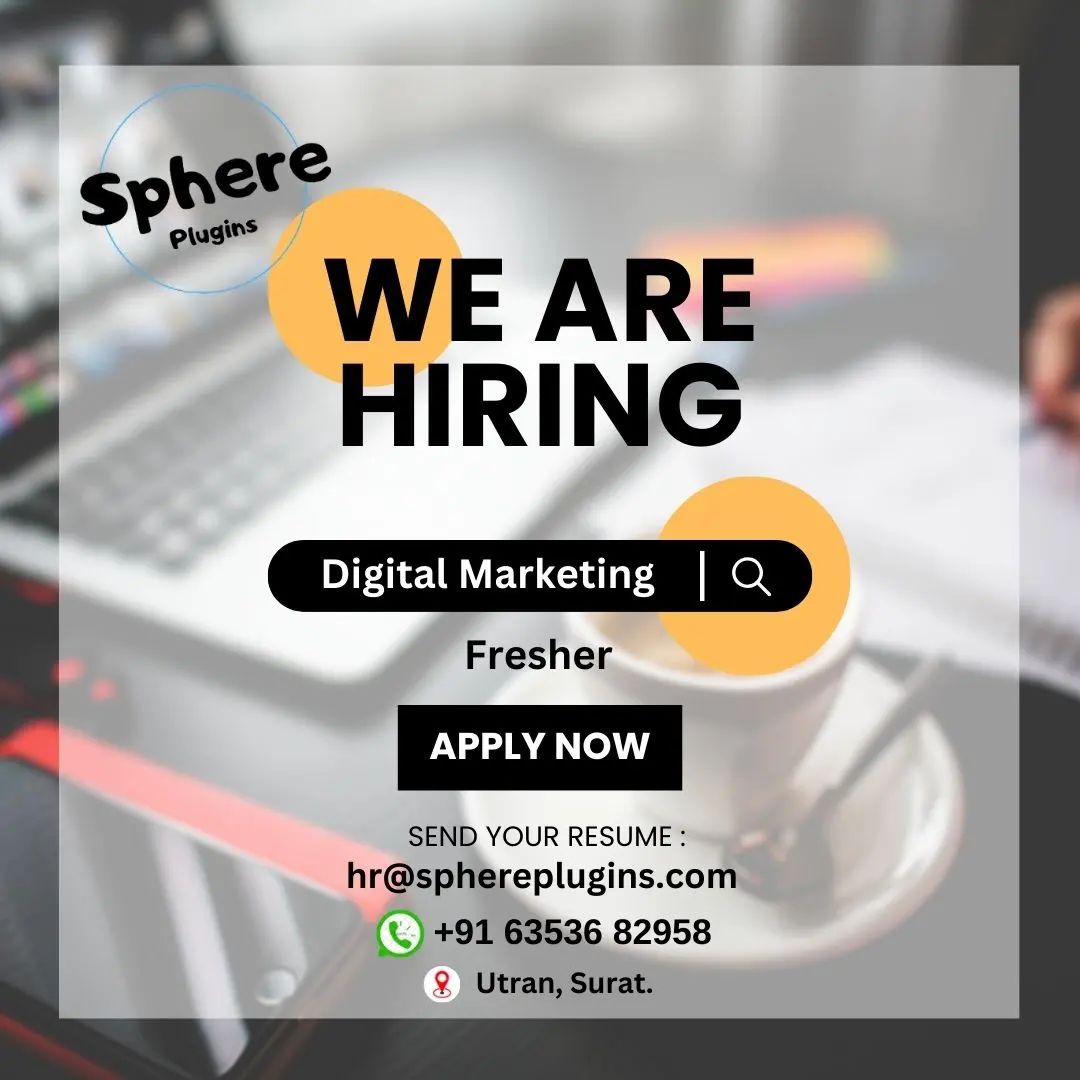 Sphere
Plugins
WE ARE
HIRING
Digital Marketing
Fresher
APPLY NOW
SEND YOUR RESUME :
hr@sphereplugins.com
+91 63536 82958
Utran, Surat.